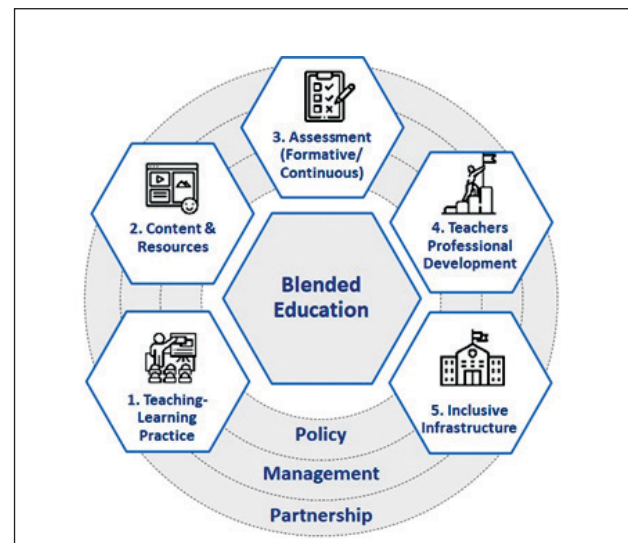 3. Assessment
(Formative/
Continuous)
2. Content &
Resources
4. Teachers
Professional
Development
Blended
Education
1. Teaching-
Learning
Practice
5. Inclusive
Infrastructure
Policy
Management
Partnership